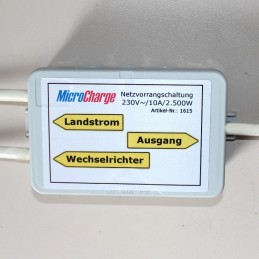 MicroCharge
Netzvorrangschaltung
230V~/10A/2.500W
Artikel-Nr.: 1615
Landstrom
Ausgang
Wechselrichter